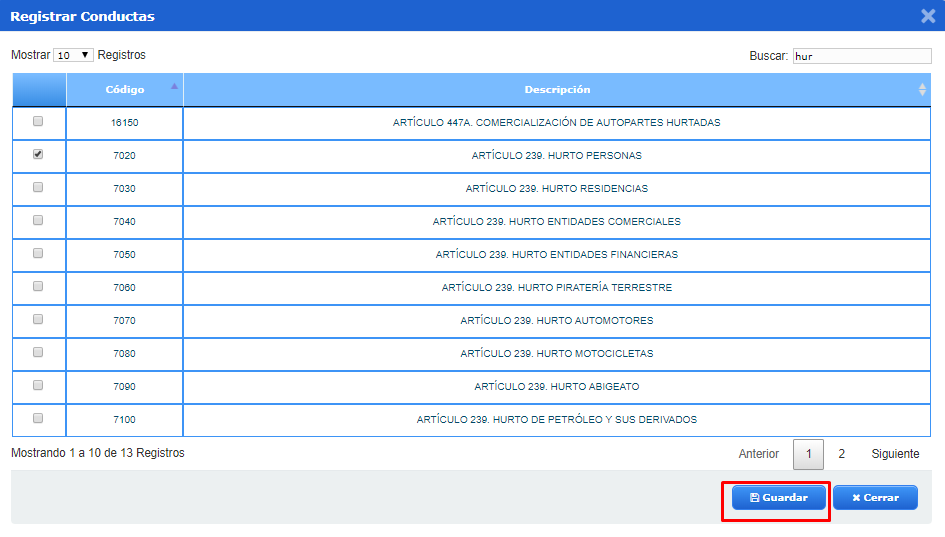 Registrar Conductas
Mostrar 10 Registros
Buscar: hur
Código Descripción
16150 ARTÍCULO 447A. COMERCIALIZACIÓN DE AUTOPARTES HURTADAS
7020 ARTÍCULO 239. HURTO PERSONAS
7030 ARTÍCULO 239. HURTO RESIDENCIAS
7040 ARTÍCULO 239. HURTO ENTIDADES COMERCIALES
7050 ARTÍCULO 239. HURTO ENTIDADES FINANCIERAS
7060 ARTÍCULO 239. HURTO PIRATERÍA TERRESTRE
7070 ARTÍCULO 239. HURTO AUTOMOTORES
7080 ARTÍCULO 239. HURTO MOTOCICLETAS
7090 ARTÍCULO 239. HURTO ABIGEATO
7100 ARTÍCULO 239. HURTO DE PETRÓLEO Y SUS DERIVADOS
Mostrando 1 a 10 de 13 Registros
Anterior 1 2 Siguiente
Guardar Cerrar